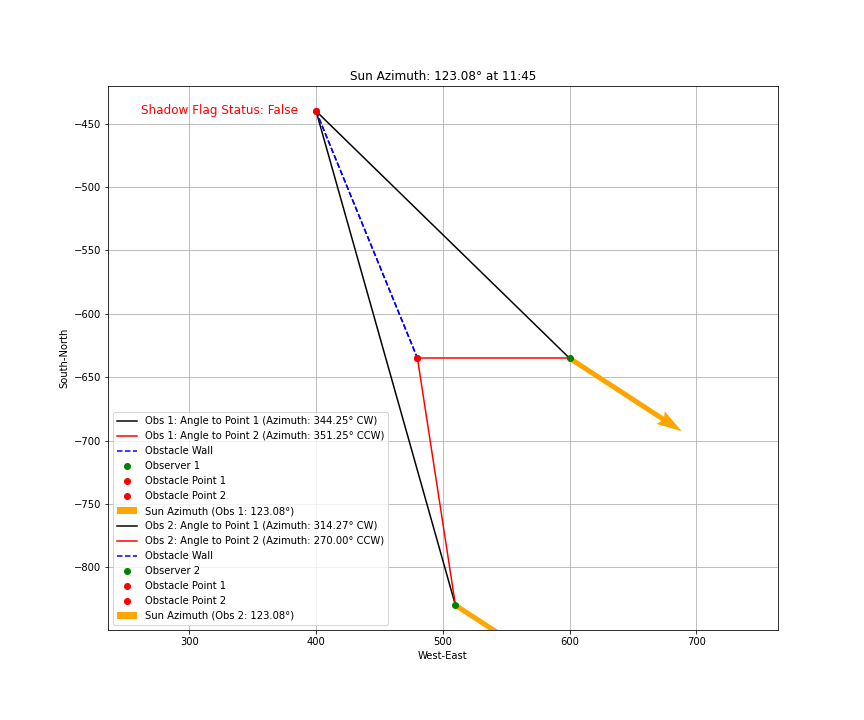 Sun Azimuth: 123.08° at 11:45
Shadow Flag Status: False
−450
−500
−550
−600
−650
−700
−750
−800
South-North
Obs 1: Angle to Point 1 (Azimuth: 344.25° CW)
Obs 1: Angle to Point 2 (Azimuth: 351.25° CCW)
Obstacle Wall
Observer 1
Obstacle Point 1
Obstacle Point 2
Sun Azimuth (Obs 1: 123.08°)
Obs 2: Angle to Point 1 (Azimuth: 314.27° CW)
Obs 2: Angle to Point 2 (Azimuth: 270.00° CCW)
Obstacle Wall
Observer 2
Obstacle Point 1
Obstacle Point 2
Sun Azimuth (Obs 2: 123.08°)
300
400
500
600
700
West-East